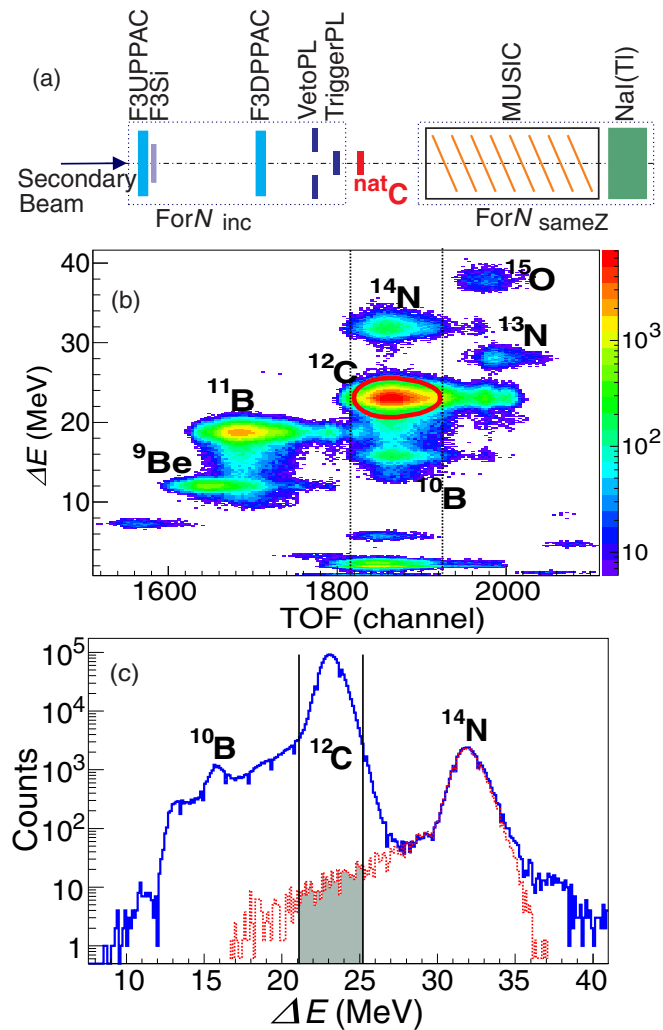 (a)
F3UPPAC
F3Si
F3DPPAC
VetoPL
TriggerPL
MUSIC
NaI(Tl)
Secondary
Beam
natC
ForN inc
ForN sameZ
(b)
40
30
20
10
ΔE (MeV)
15O
14N
13N
12C
11B
9Be
10B
10³
10²
10
1600
1800
2000
TOF (channel)
(c)
10⁵
10⁴
10³
10²
10
1
Counts
10B
12C
14N
10
15
20
25
30
35
40
ΔE (MeV)